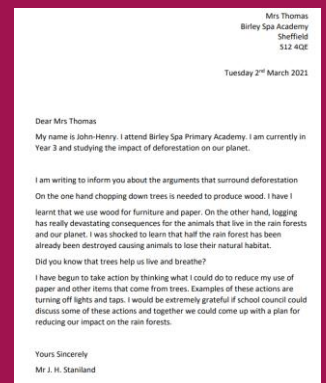 Mrs Thomas
Birley Spa Academy
Sheffield
S12 4QE
Tuesday 2nd March 2021
Dear Mrs Thomas
My name is John-Henry. I attend Birley Spa Primary Academy. I am currently in
Year 3 and studying the impact of deforestation on our planet.
I am writing to inform you about the arguments that surround deforestation
On the one hand chopping down trees is needed to produce wood. I have I
learnt that we use wood for furniture and paper. On the other hand, logging
has really devastating consequences for the animals that live in the rain forests
and our planet. I was shocked to learn that half the rain forest has been
already been destroyed causing animals to lose their natural habitat.
Did you know that trees help us live and breathe?
I have begun to take action by thinking what I could do to reduce my use of
paper and other items that come from trees. Examples of these actions are
turning off lights and taps. I would be extremely grateful if school council could
discuss some of these actions and together we could come up with a plan for
reducing our impact on the rain forests.
Yours Sincerely
Mr J. H. Staniland